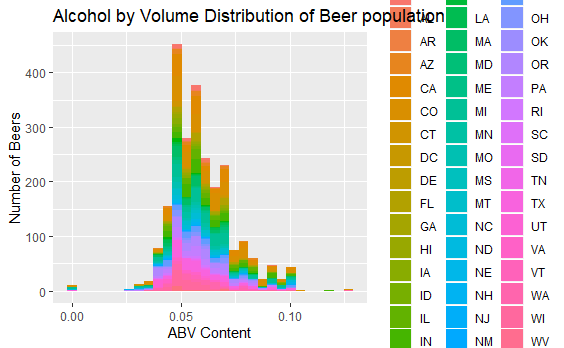 Alcohol by Volume Distribution of Beer population
Number of Beers
400
300
200
100
0
0.00
0.05
0.10
ABV Content
AL
AR
AZ
CA
CO
CT
DC
DE
FL
GA
HI
IA
ID
IL
IN
LA
MA
MD
ME
MI
MN
MO
MS
MT
NC
ND
NE
NH
NJ
NM
OH
OK
OR
PA
RI
SC
SD
TN
TX
UT
VA
VT
WA
WI
WV